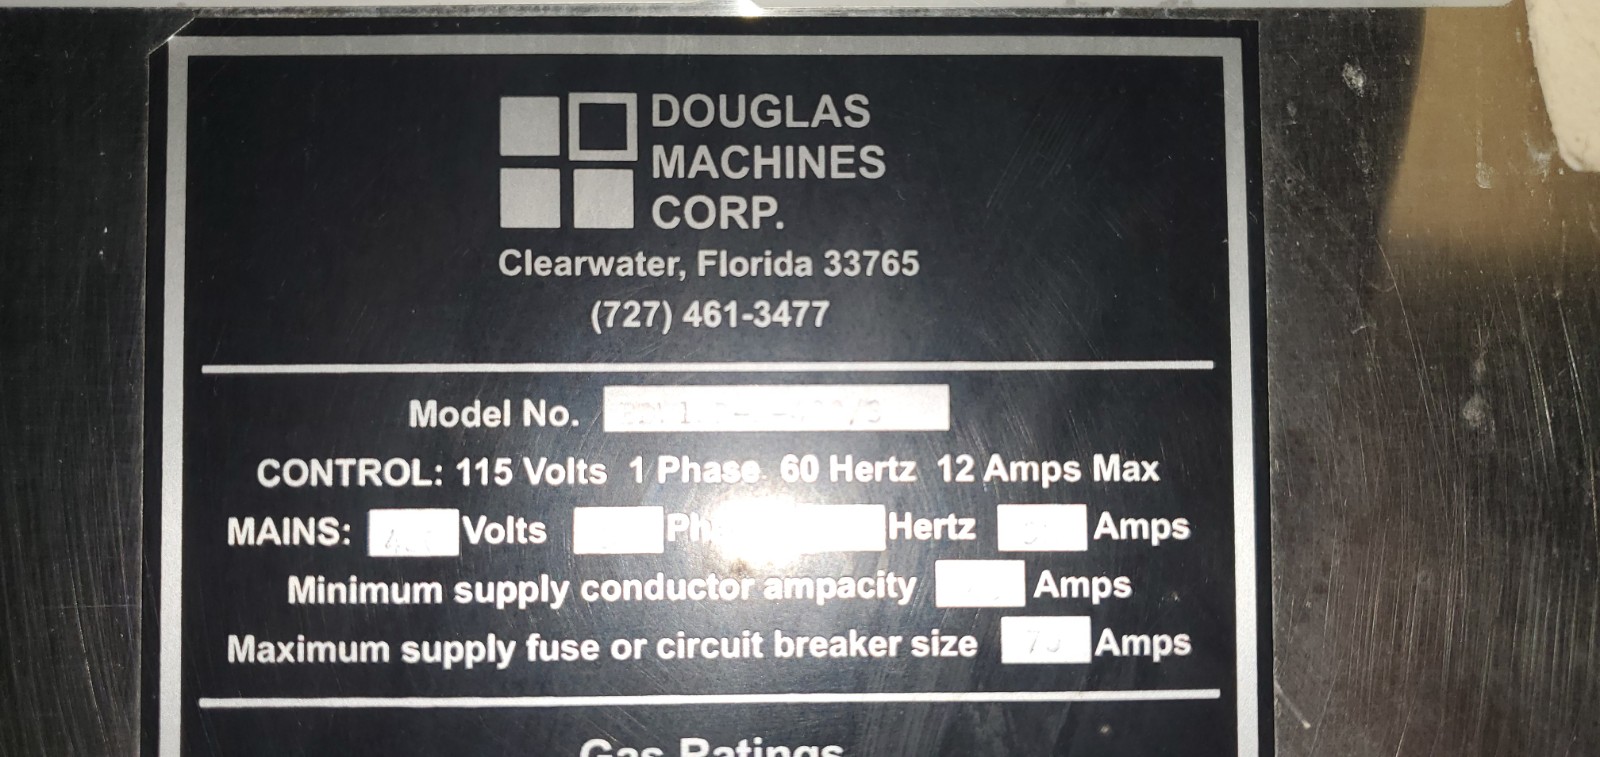 DOUGLAS
MACHINES
CORP.
Clearwater, Florida 33765
(727) 461-3477
Model No.
CONTROL: 115 Volts 1 Phase 60 Hertz 12 Amps Max
MAINS: Volts Hertz Amps
Minimum supply conductor ampacity Amps
Maximum supply fuse or circuit breaker size Amps
Gas Ratings